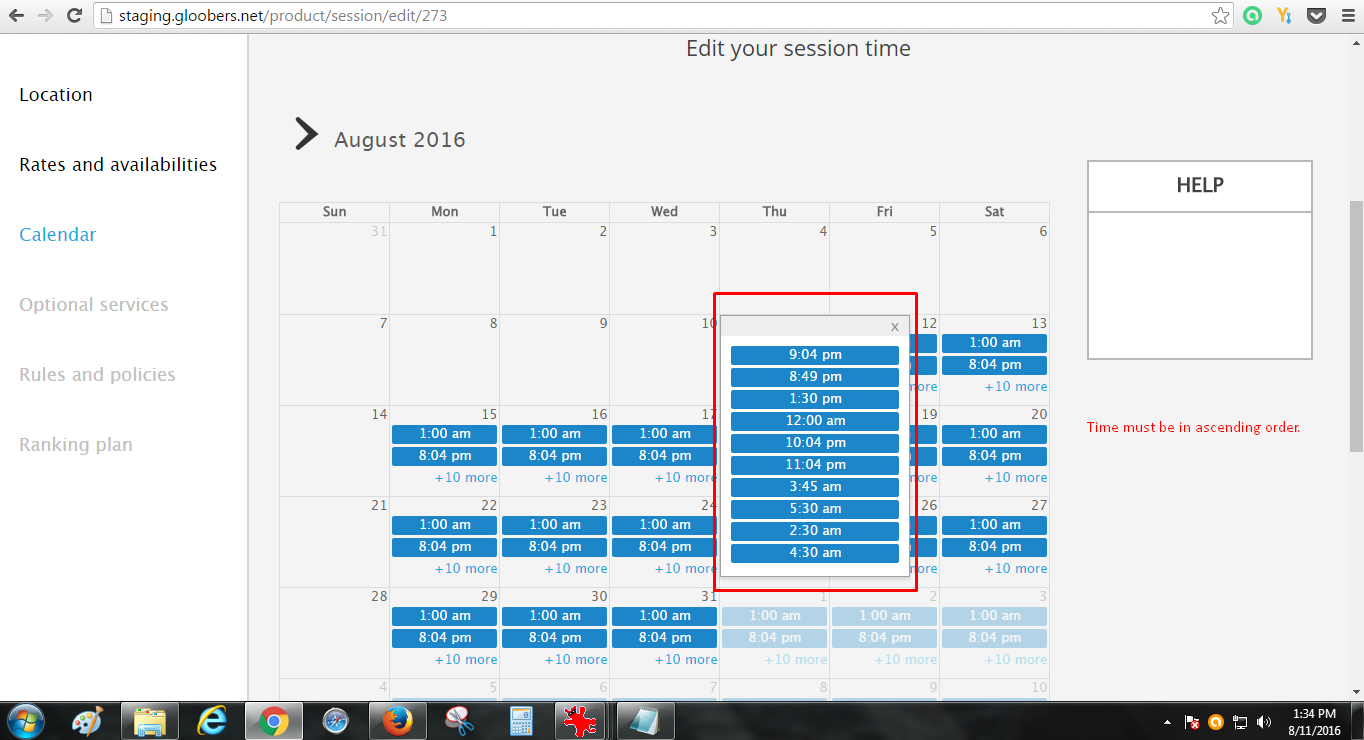 staging.gloobers.net/product/session/edit/273
Edit your session time
Location
Rates and availabilities
Calendar
Optional services
Rules and policies
Ranking plan
August 2016
Sun Mon Tue Wed Thu Fri Sat
31 1 2 3 4 5 6
7 8 9 10 12 13
1:00 am
8:04 pm
more +10 more
x
9:04 pm
8:49 pm
1:30 pm
12:00 am
10:04 pm
11:04 pm
3:45 am
5:30 am
2:30 am
4:30 am
14 15 16 17 19 20
1:00 am 1:00 am 1:00 am 1:00 am
8:04 pm 8:04 pm 8:04 pm 8:04 pm
+10 more +10 more +10 more more +10 more
21 22 23 24 26 27
1:00 am 1:00 am 1:00 am 1:00 am
8:04 pm 8:04 pm 8:04 pm 8:04 pm
+10 more +10 more +10 more more +10 more
28 29 30 31 1 2 3
1:00 am 1:00 am 1:00 am 1:00 am 1:00 am 1:00 am
8:04 pm 8:04 pm 8:04 pm 8:04 pm 8:04 pm 8:04 pm
+10 more +10 more +10 more +10 more +10 more +10 more
4 5 6 7 8 9 10
HELP
Time must be in ascending order.
1:34 PM
8/11/2016